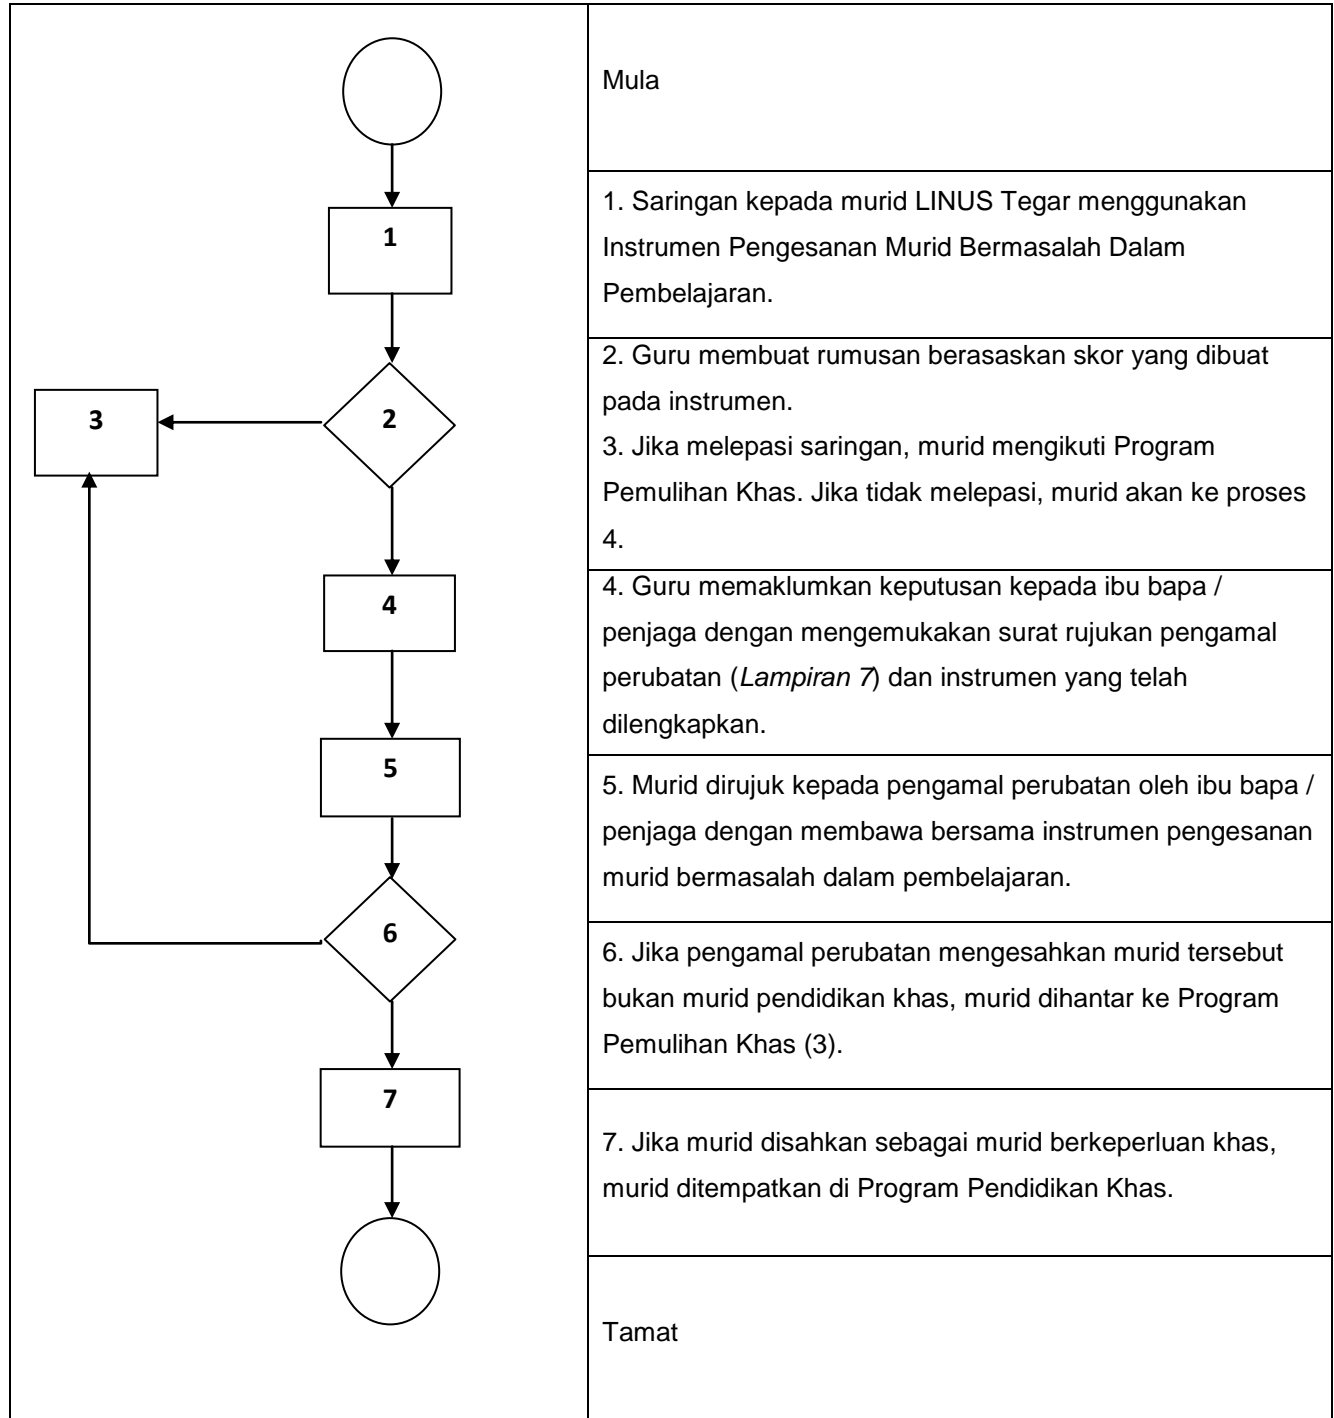 Mula
1
1. Saringan kepada murid LINUS Tegar menggunakan
Instrumen Pengesanan Murid Bermasalah Dalam
Pembelajaran.
3
2
2. Guru membuat rumusan berasaskan skor yang dibuat
pada instrumen.
3. Jika melepasi saringan, murid mengikuti Program
Pemulihan Khas. Jika tidak melepasi, murid akan ke proses
4.
4
4. Guru memaklumkan keputusan kepada ibu bapa /
penjaga dengan mengemukakan surat rujukan pengamal
perubatan (Lampiran 7) dan instrumen yang telah
dilengkapkan.
5
5. Murid dirujuk kepada pengamal perubatan oleh ibu bapa /
penjaga dengan membawa bersama instrumen pengesanan
murid bermasalah dalam pembelajaran.
6
6. Jika pengamal perubatan mengesahkan murid tersebut
bukan murid pendidikan khas, murid dihantar ke Program
Pemulihan Khas (3).
7
7. Jika murid disahkan sebagai murid berkeperluan khas,
murid ditempatkan di Program Pendidikan Khas.
Tamat